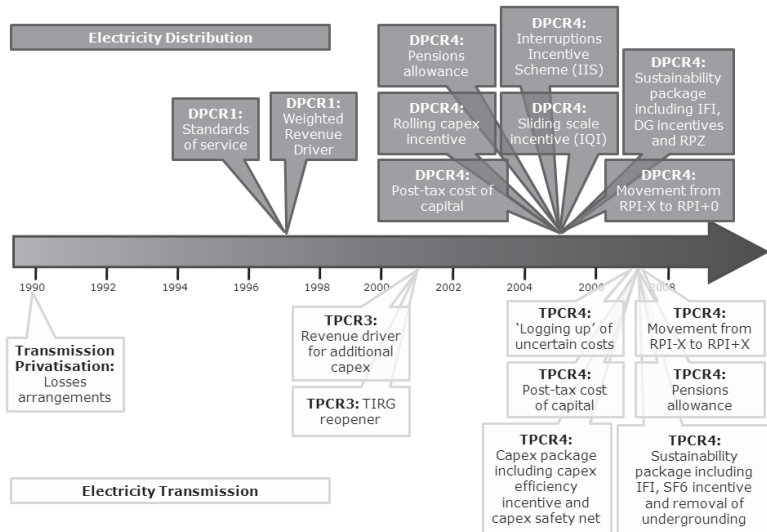 Electricity Distribution
DPCR1:
Standards
of service
DPCR1:
Weighted
Revenue
Driver
DPCR4:
Pensions
allowance
DPCR4:
Interruptions
Incentive
Scheme (IIS)
DPCR4:
Sustainability
package
including IFI,
DG incentives
and RPZ
DPCR4:
Rolling capex
incentive
DPCR4:
Sliding scale
incentive (IQI)
DPCR4:
Post-tax cost of
capital
DPCR4:
Movement from
RPI-X to RPI+0
1990 1992 1994 1996 1998 2000 2002 2004 2006 2008
Transmission
Privatisation:
Losses
arrangements
TPCR3:
Revenue driver
for additional
capex
TPCR3: TIRG
reopener
TPCR4:
‘Logging up’ of
uncertain costs
TPCR4:
Movement from
RPI-X to RPI+X
TPCR4:
Post-tax cost
of capital
TPCR4:
Pensions
allowance
TPCR4:
Capex package
including capex
efficiency
incentive and
capex safety net
TPCR4:
Sustainability
package including
IFI, SF6 incentive
and removal of
undergrounding
Electricity Transmission